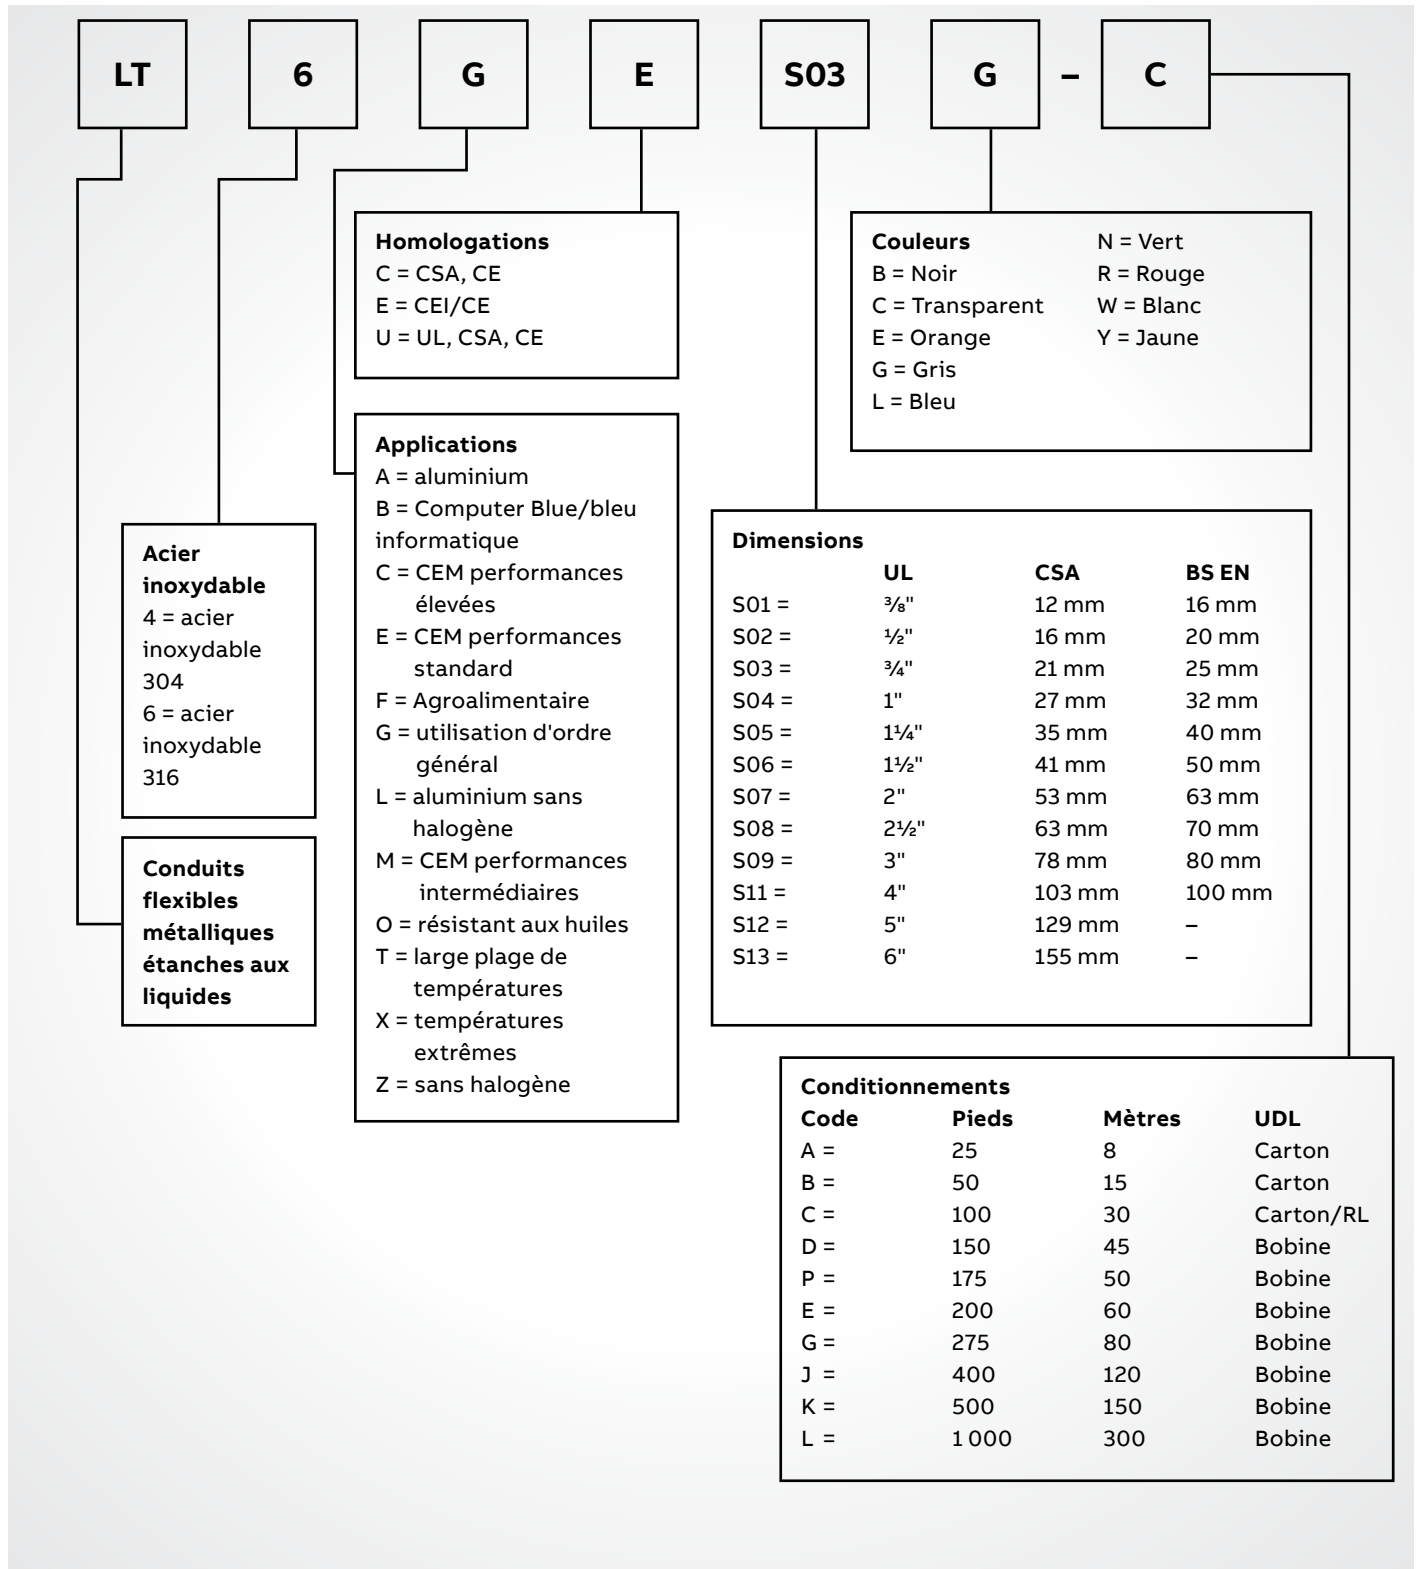 LT 6 G E S03 G – C
Homologations
C = CSA, CE
E = CEI/CE
U = UL, CSA, CE
Couleurs
B = Noir
C = Transparent
E = Orange
G = Gris
L = Bleu
N = Vert
R = Rouge
W = Blanc
Y = Jaune
Applications
A = aluminium
B = Computer Blue/bleu
informatique
C = CEM performances
élevées
E = CEM performances
standard
F = Agroalimentaire
G = utilisation d'ordre
général
L = aluminium sans
halogène
M = CEM performances
intermédiaires
O = résistant aux huiles
T = large plage de
températures
X = températures
extrêmes
Z = sans halogène
Acier
inoxydable
4 = acier
inoxydable
304
6 = acier
inoxydable
316
Conduits
flexibles
métalliques
étanches aux
liquides
Dimensions
UL CSA BS EN
S01 = ⅜" 12 mm 16 mm
S02 = ½" 16 mm 20 mm
S03 = ¾" 21 mm 25 mm
S04 = 1" 27 mm 32 mm
S05 = 1¼" 35 mm 40 mm
S06 = 1½" 41 mm 50 mm
S07 = 2" 53 mm 63 mm
S08 = 2½" 63 mm 70 mm
S09 = 3" 78 mm 80 mm
S11 = 4" 103 mm 100 mm
S12 = 5" 129 mm –
S13 = 6" 155 mm –
Conditionnements
Code Pieds Mètres UDL
A = 25 8 Carton
B = 50 15 Carton
C = 100 30 Carton/RL
D = 150 45 Bobine
P = 175 50 Bobine
E = 200 60 Bobine
G = 275 80 Bobine
J = 400 120 Bobine
K = 500 150 Bobine
L = 1 000 300 Bobine